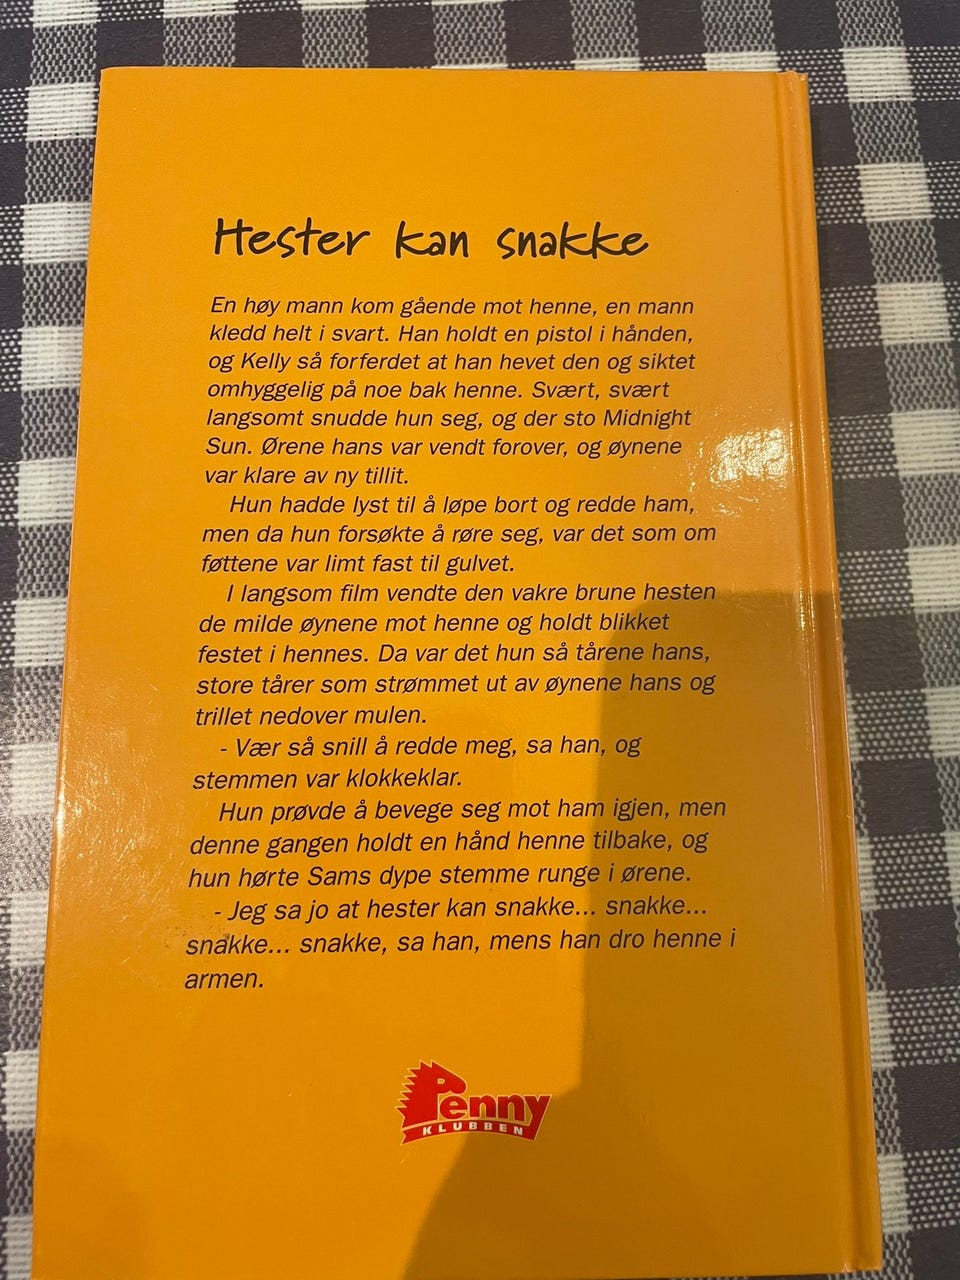 Hester kan snakke
En høy mann kom gående mot henne, en mann
kledd helt i svart. Han holdt en pistol i hånden,
og Kelly så forferdet at han hevet den og siktet
omhyggelig på noe bak henne. Svært, svært
langsomt snudde hun seg, og der sto Midnight
Sun. Ørene hans var vendt forover, og øynene
var klare av ny tillit.
Hun hadde lyst til å løpe bort og redde ham,
men da hun forsøkte å røre seg, var det som om
føttene var limt fast til gulvet.
I langsom film vendte den vakre brune hesten
de milde øynene mot henne og holdt blikket
festet i hennes. Da var det hun så tårene hans,
store tårer som strømmet ut av øynene hans og
trillet nedover mulen.
- Vær så snill å redde meg, sa han, og
stemmen var klokkeklar.
Hun prøvde å bevege seg mot ham igjen, men
denne gangen holdt en hånd henne tilbake, og
hun hørte Sams dype stemme runge i ørene.
- Jeg sa jo at hester kan snakke... snakke...
snakke... snakke, sa han, mens han dro henne i
armen.
Penny
KLUBBEN